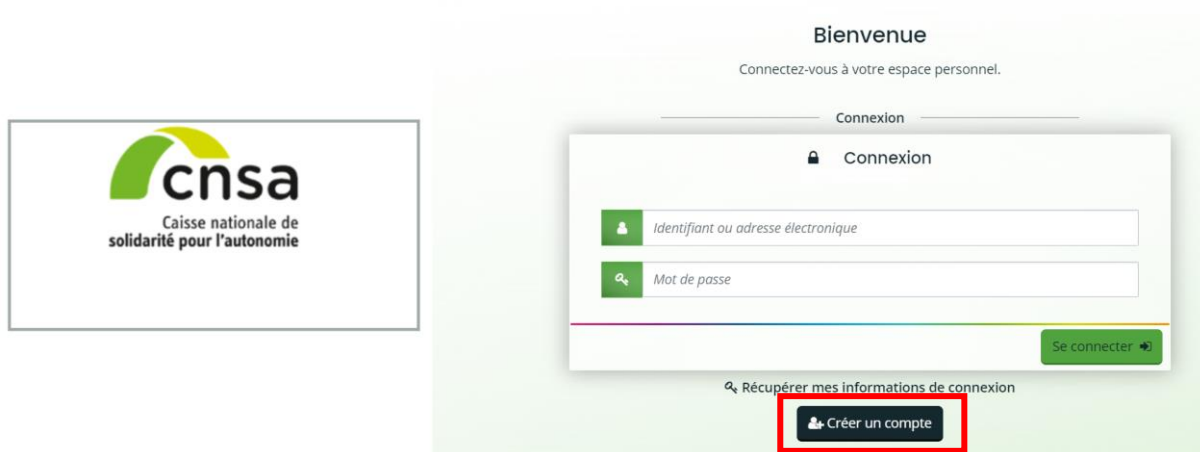 cnsa
Caisse nationale de
solidarité pour l'autonomie
Bienvenue
Connectez-vous à votre espace personnel.
Connexion
Connexion
Identifiant ou adresse électronique
Mot de passe
Se connecter
Récupérer mes informations de connexion
Créer un compte